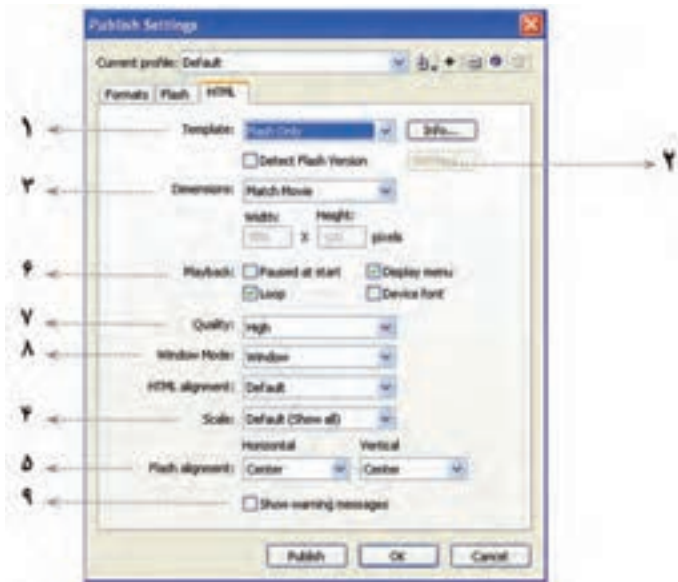 Publish Settings
Current profile: Default
Formats Flash HTML
۱ Template: Flash Only Info...
Detect Flash Version ۲
۳ Dimensions: Match Movie
Width: Height:
X pixels
۶ Playback: Paused at start Display menu
Loop Device font
۷ Quality: High
۸ Window Mode: Window
HTML alignment: Default
۴ Scale: Default (Show all)
Horizontal Vertical
۵ Flash alignment: Center Center
۹ Show warning messages
Publish OK Cancel